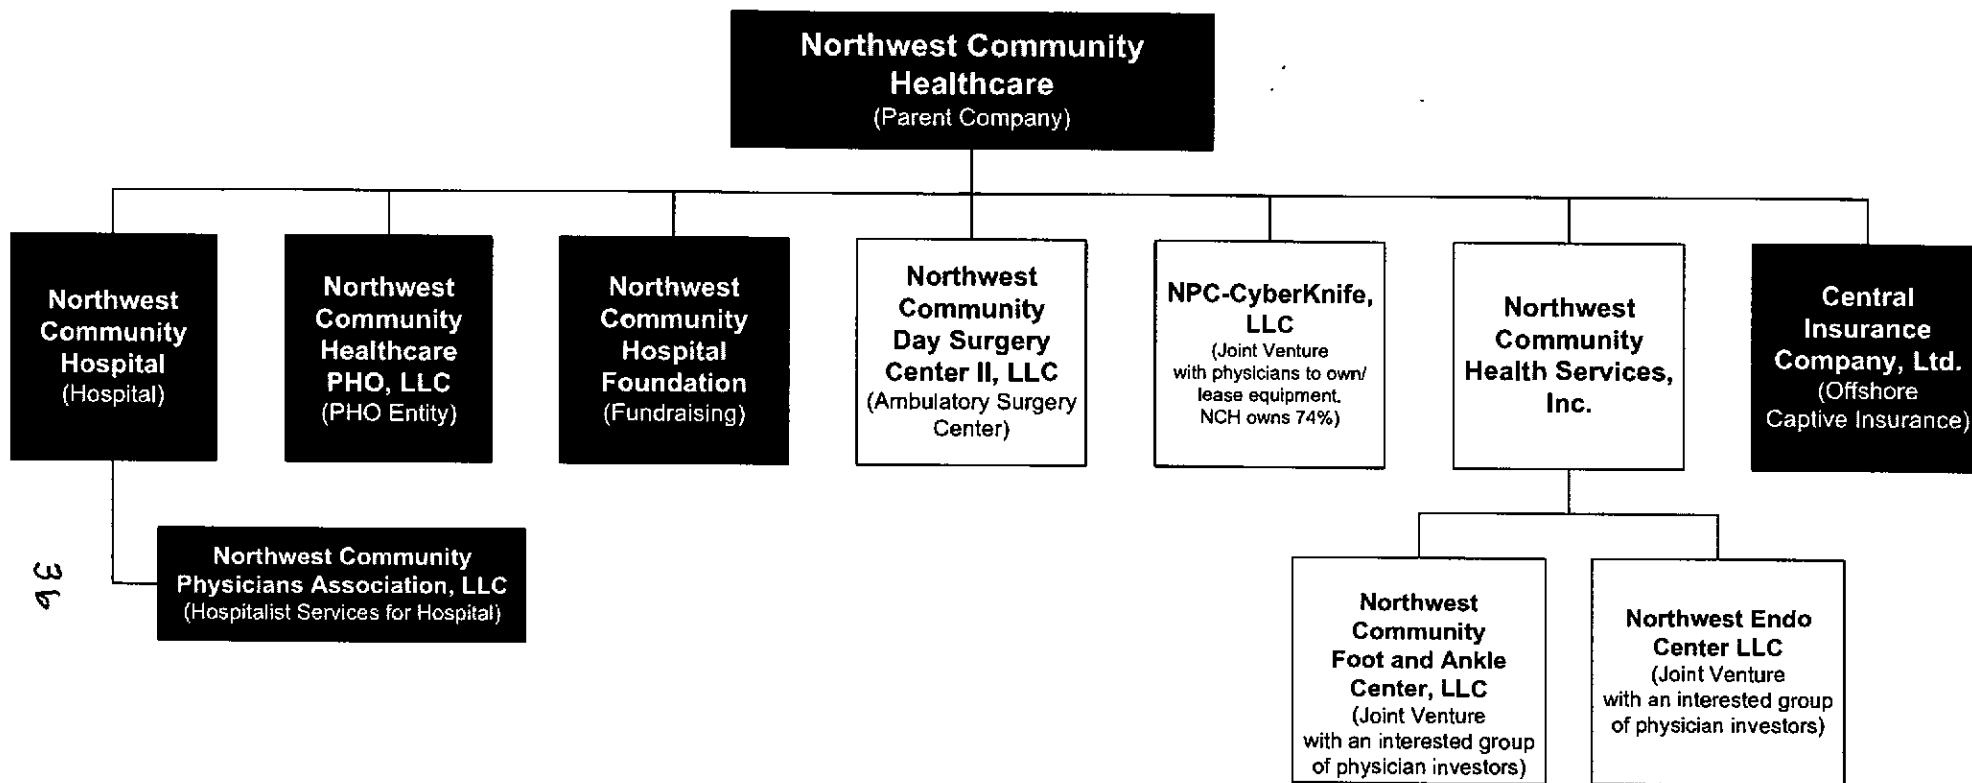 Northwest Community
Healthcare
(Parent Company)
Northwest
Community
Hospital
(Hospital)
Northwest
Community
Healthcare
PHO, LLC
(PHO Entity)
Northwest
Community
Hospital
Foundation
(Fundraising)
Northwest
Community
Day Surgery
Center II, LLC
(Ambulatory Surgery
Center)
NPC-CyberKnife,
LLC
(Joint Venture
with physicians to own/
lease equipment.
NCH owns 74%)
Northwest
Community
Health Services,
Inc.
Central
Insurance
Company, Ltd.
(Offshore
Captive Insurance)
Northwest Community
Physicians Association, LLC
(Hospitalist Services for Hospital)
Northwest
Community
Foot and Ankle
Center, LLC
(Joint Venture
with an interested group
of physician investors)
Northwest Endo
Center LLC
(Joint Venture
with an interested group
of physician investors)